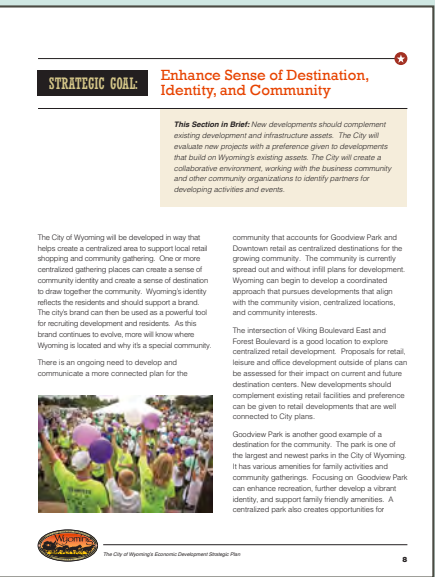 STRATEGIC GOAL:
Enhance Sense of Destination,
Identity, and Community
This Section in Brief: New developments should complement
existing development and infrastructure assets. The City will
evaluate new projects with a preference given to developments
that build on Wyoming's existing assets. The City will create a
collaborative environment, working with the business community
and other community organizations to identify partners for
developing activities and events.
The City of Wyoming will be developed in way that
helps create a centralized area to support local retail
shopping and community gathering. One or more
centralized gathering places can create a sense of
community identity and create a sense of destination
to draw together the community. Wyoming's identity
reflects the residents and should support a brand.
The city's brand can then be used as a powerful tool
for recruiting development and residents. As this
brand continues to evolve, more will know where
Wyoming is located and why it's a special community.
There is an ongoing need to develop and
communicate a more connected plan for the
community that accounts for Goodview Park and
Downtown retail as centralized destinations for the
growing community. The community is currently
spread out and without infill plans for development.
Wyoming can begin to develop a coordinated
approach that pursues developments that align
with the community vision, centralized locations,
and community interests.
The intersection of Viking Boulevard East and
Forest Boulevard is a good location to explore
centralized retail development. Proposals for retail,
leisure and office development outside of plans can
be assessed for their impact on current and future
destination centers. New developments should
complement existing retail facilities and preference
can be given to retail developments that are well
connected to City plans.
Goodview Park is another good example of a
destination for the community. The park is one of
the largest and newest parks in the City of Wyoming.
It has various amenities for family activities and
community gatherings. Focusing on Goodview Park
can enhance recreation, further develop a vibrant
identity, and support family friendly amenities. A
centralized park also creates opportunities for
Wyoming
The City of Wyoming's Economic Development Strategic Plan
8